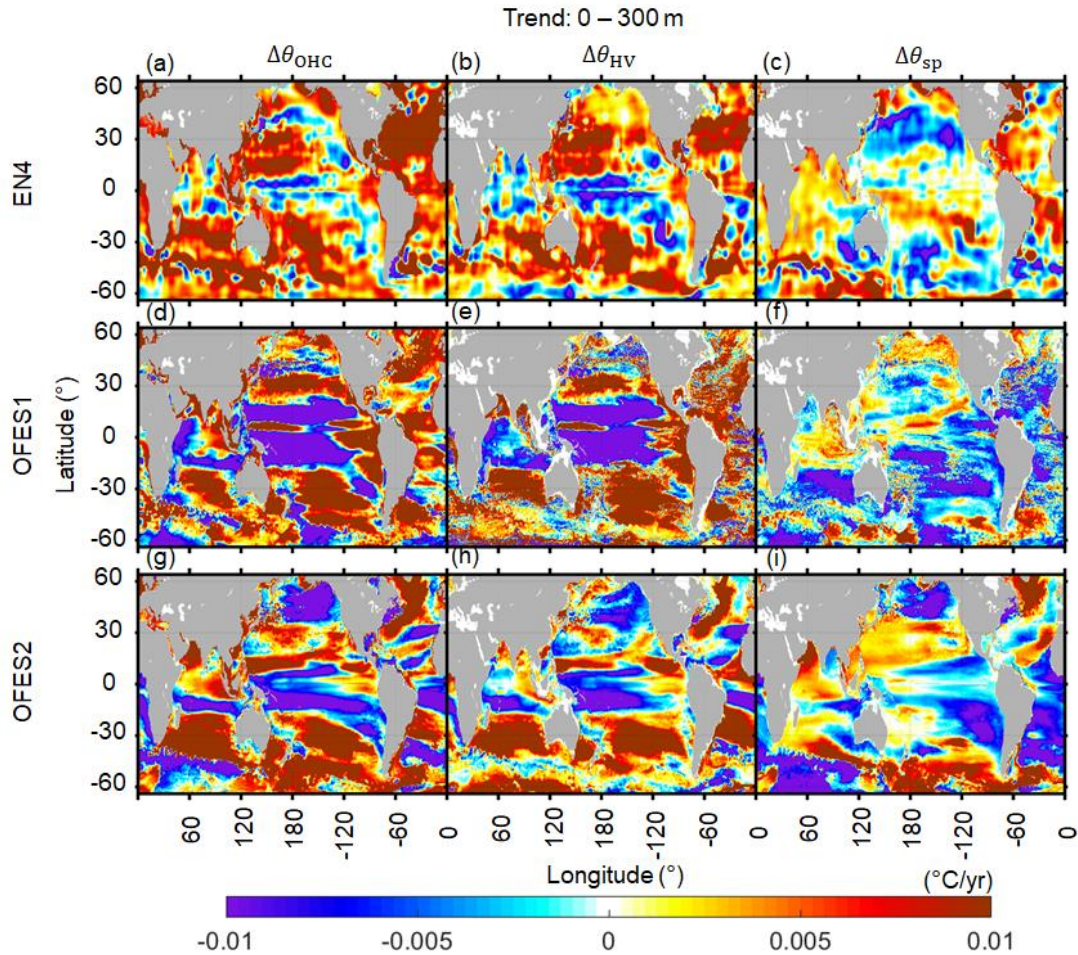 Trend: 0 – 300 m
(a) Δθ_OHC (b) Δθ_HV (c) Δθ_sp
60
30
EN4 0
-30
-60
(d) (e) (f)
60
30
OFES1 0
Latitude (°)
-30
-60
(g) (h) (i)
60
30
OFES2 0
-30
-60
60 120 180 -120 -60 0 60 120 180 -120 -60 0 60 120 180 -120 -60 0
Longitude (°) (°C/yr)
-0.01 -0.005 0 0.005 0.01